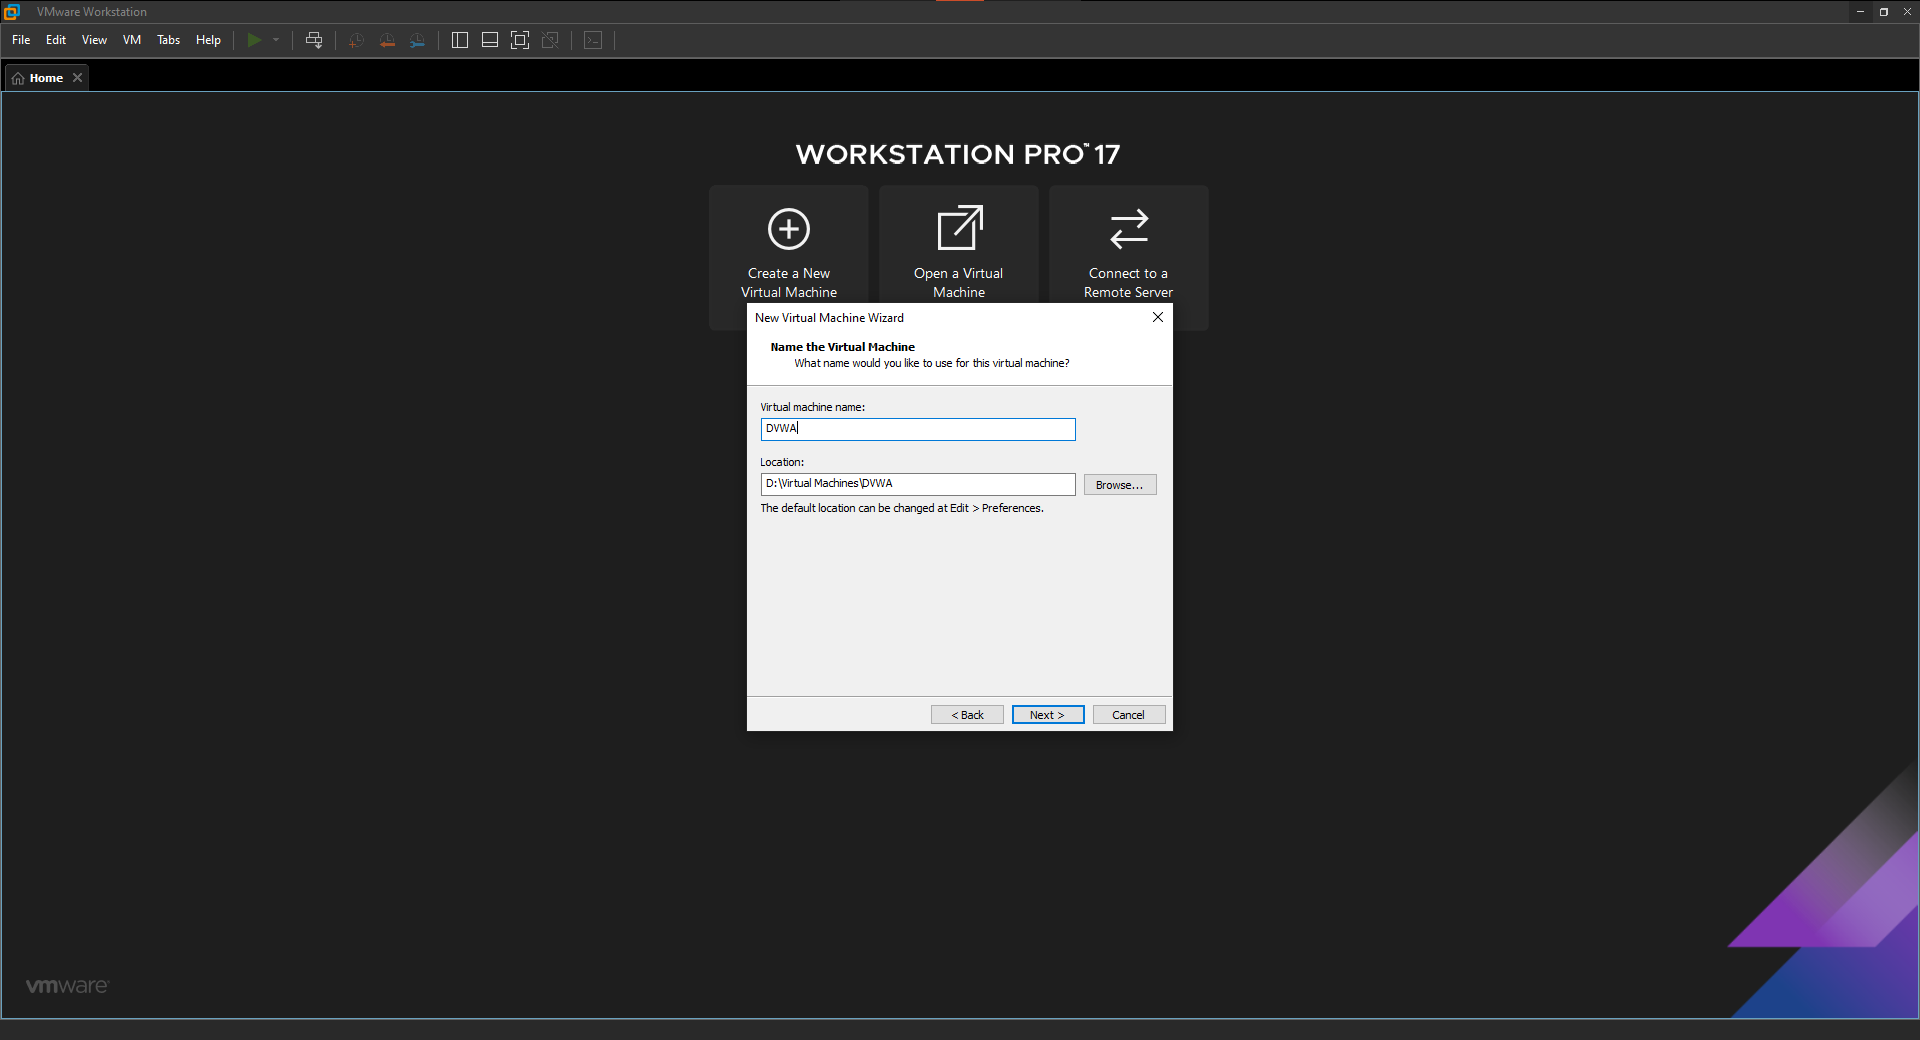 VMware Workstation
File Edit View VM Tabs Help
Home
WORKSTATION PRO™ 17
Create a New
Virtual Machine
Open a Virtual
Machine
Connect to a
Remote Server
New Virtual Machine Wizard
Name the Virtual Machine
What name would you like to use for this virtual machine?
Virtual machine name:
DVWA
Location:
D:\Virtual Machines\DVWA
Browse...
The default location can be changed at Edit > Preferences.
< Back
Next >
Cancel
vmware®